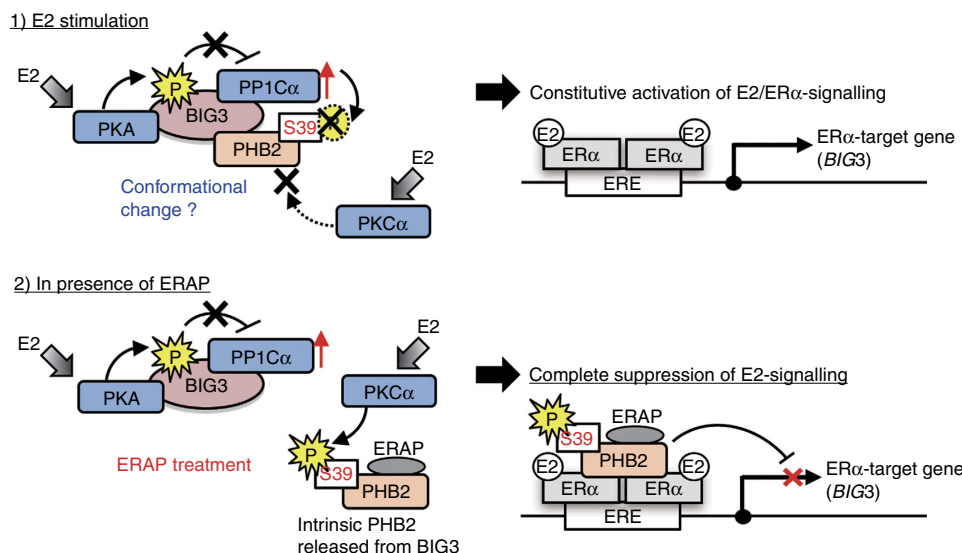 1) E2 stimulation
E2
P
PP1Cα
PKA
BIG3
S39
PHB2
E2
Conformational
change ?
PKCα
Constitutive activation of E2/ERα-signalling
E2
E2
ERα
ERα
ERE
ERα-target gene
(BIG3)
2) In presence of ERAP
E2
P
PP1Cα
PKA
BIG3
E2
PKCα
ERAP treatment
P
S39
ERAP
PHB2
Intrinsic PHB2
released from BIG3
Complete suppression of E2-signalling
P
S39
ERAP
PHB2
E2
E2
ERα
ERα
ERE
ERα-target gene
(BIG3)